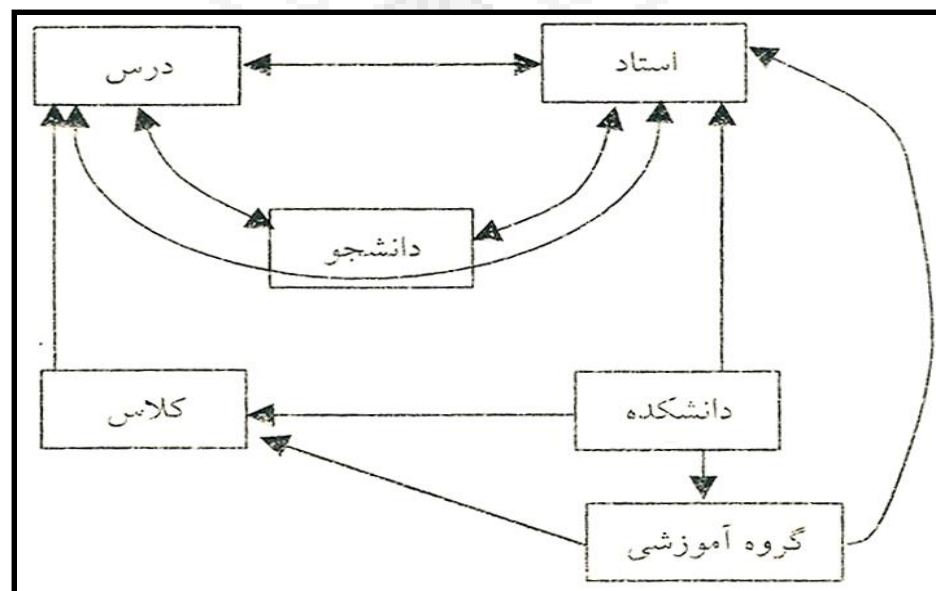 استاد
درس
دانشجو
دانشکده
کلاس
گروه آموزشی